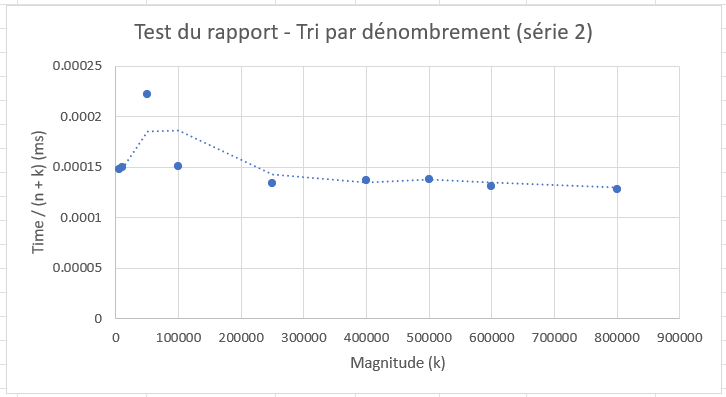 Test du rapport - Tri par dénombrement (série 2)
0.00025
0.0002
0.00015
0.0001
0.00005
0
Time / (n + k) (ms)
0 100000 200000 300000 400000 500000 600000 700000 800000 900000
Magnitude (k)